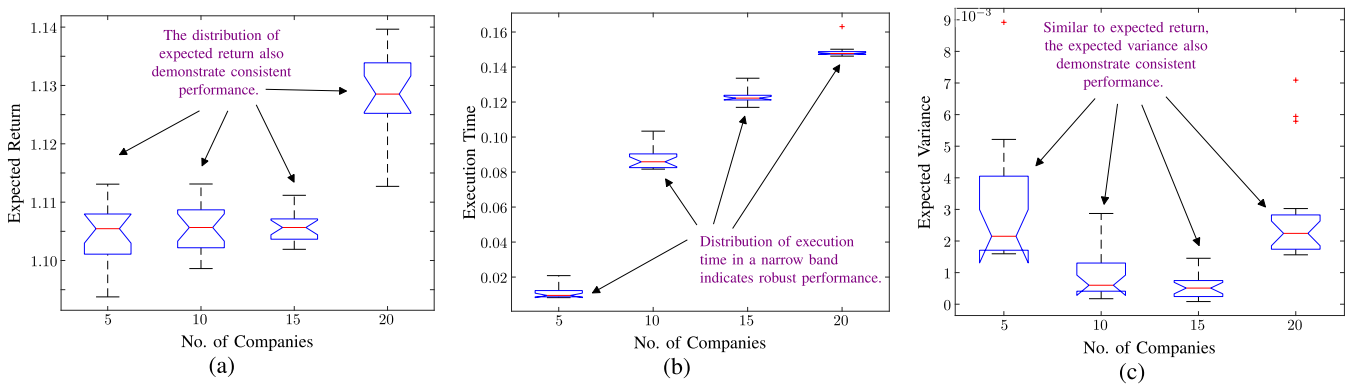 1.14
1.13
1.12
1.11
1.10
Expected Return
The distribution of
expected return also
demonstrate consistent
performance.
5
10
15
20
No. of Companies
(a)
0.16
0.14
0.12
0.10
0.08
0.06
0.04
0.02
Execution Time
Distribution of execution
time in a narrow band
indicates robust performance.
5
10
15
20
No. of Companies
(b)
9
10⁻³
8
7
6
5
4
3
2
1
0
Expected Variance
Similar to expected return,
the expected variance also
demonstrate consistent
performance.
5
10
15
20
No. of Companies
(c)